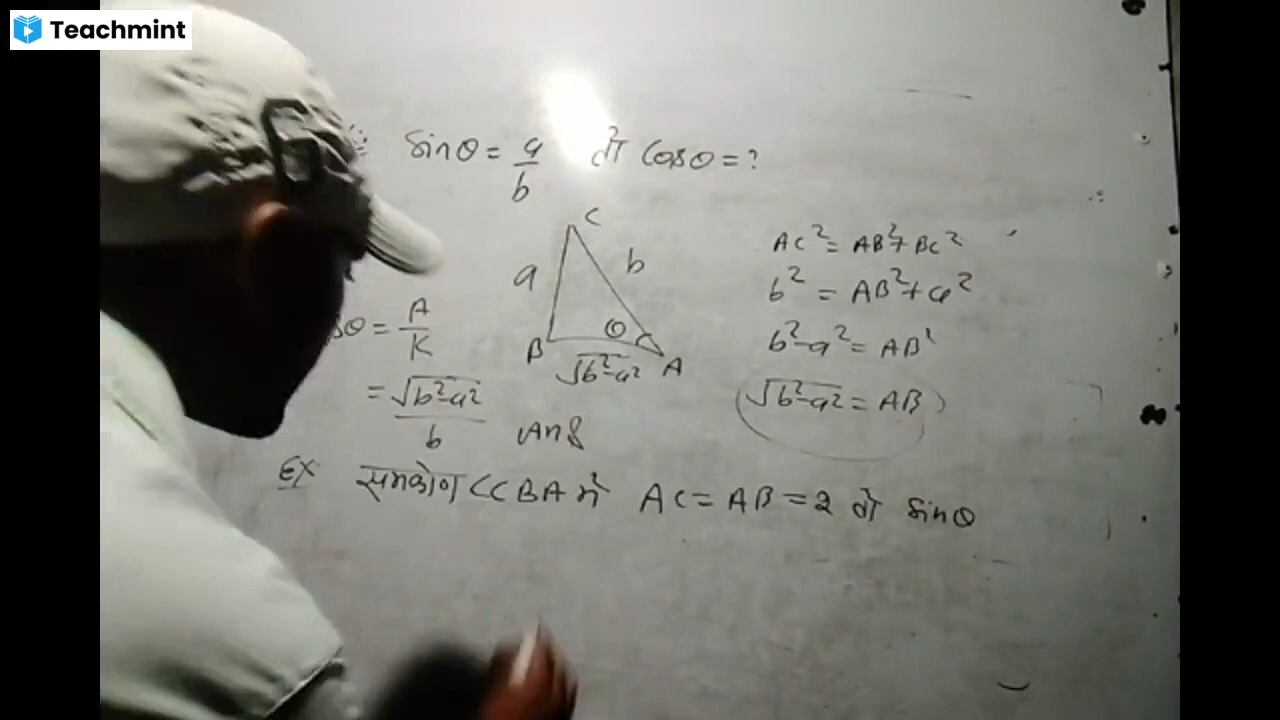 Teachmint
sinθ = a/b तो cosθ = ?
C
a b
θ
B A
√b²-a²
AC² = AB² + BC²
b² = AB² + a²
b²-a² = AB²
√b²-a² = AB
θ = A/K
= √b²-a²/b Ans
Ex समकोण <CBA में AC = AB = 2 तो sinθ